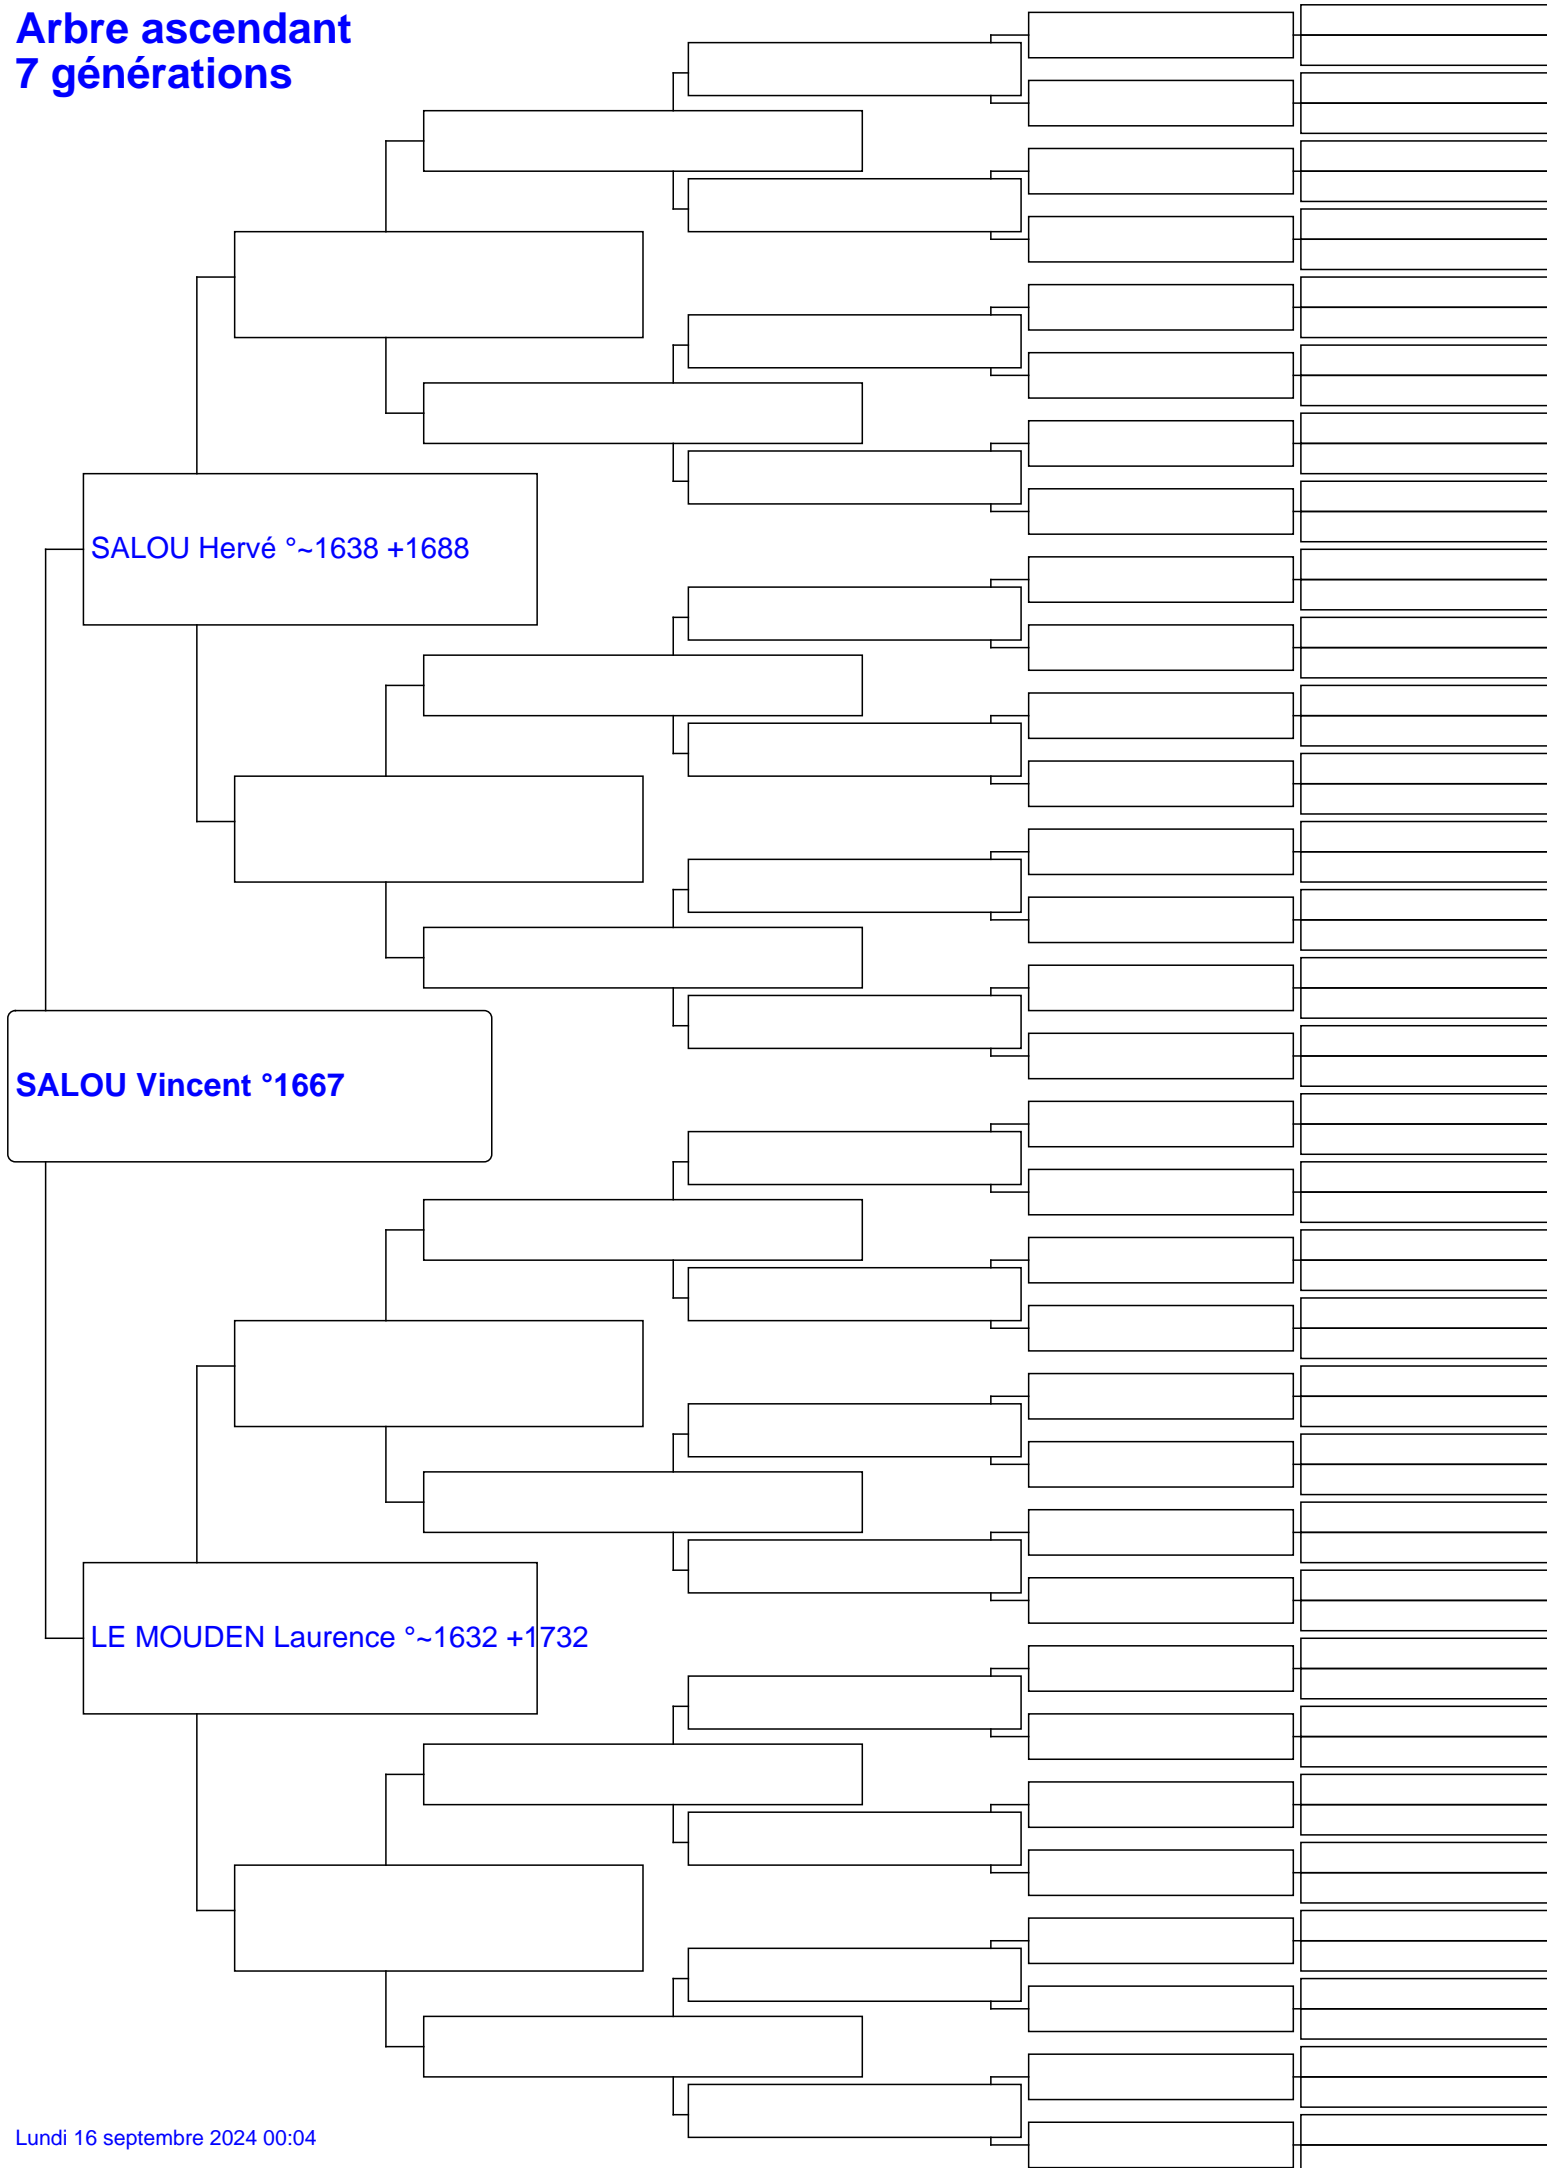 Arbre ascendant
7 générations
SALOU Hervé °~1638 +1688
SALOU Vincent °1667
LE MOUDEN Laurence °~1632 +1732
Lundi 16 septembre 2024 00:04